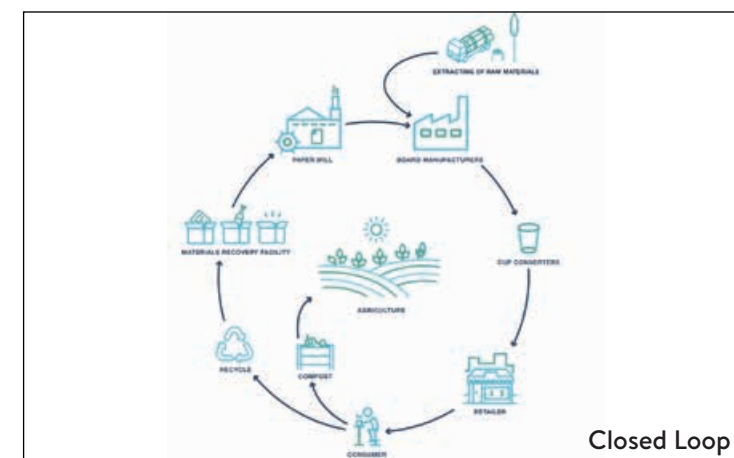 EXTRACTING OF RAW MATERIALS
PAPER MILL
BOARD MANUFACTURERS
MATERIALS RECOVERY FACILITY
CUP CONVERTERS
AGRICULTURE
RECYCLE
COMPOST
RETAILER
CONSUMER
Closed Loop